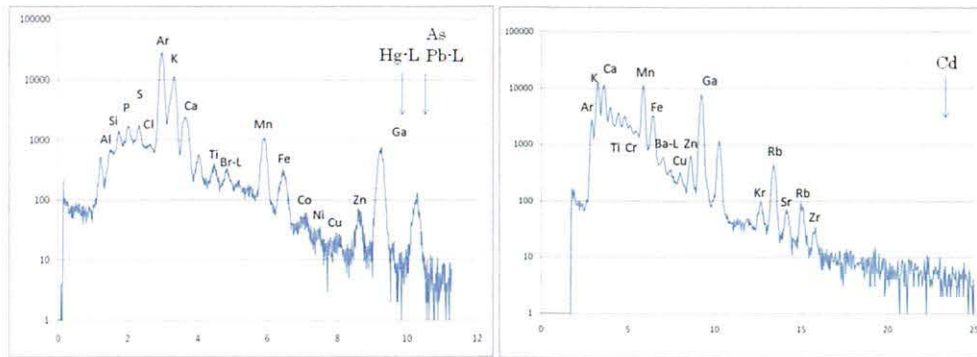 100000
10000
1000
100
10
1
0 2 4 6 8 10 12
Al
Si
P
S
Cl
Ar
K
Ca
Ti
Br-L
Mn
Fe
Co
Ni
Cu
Zn
Ga
Hg-L
As
Pb-L
100000
10000
1000
100
10
1
0 5 10 15 20 25
Ar
K
Ca
Ti Cr
Mn
Fe
Ba-L
Cu
Zn
Ga
Kr
Rb
Sr
Rb
Zr
Cd